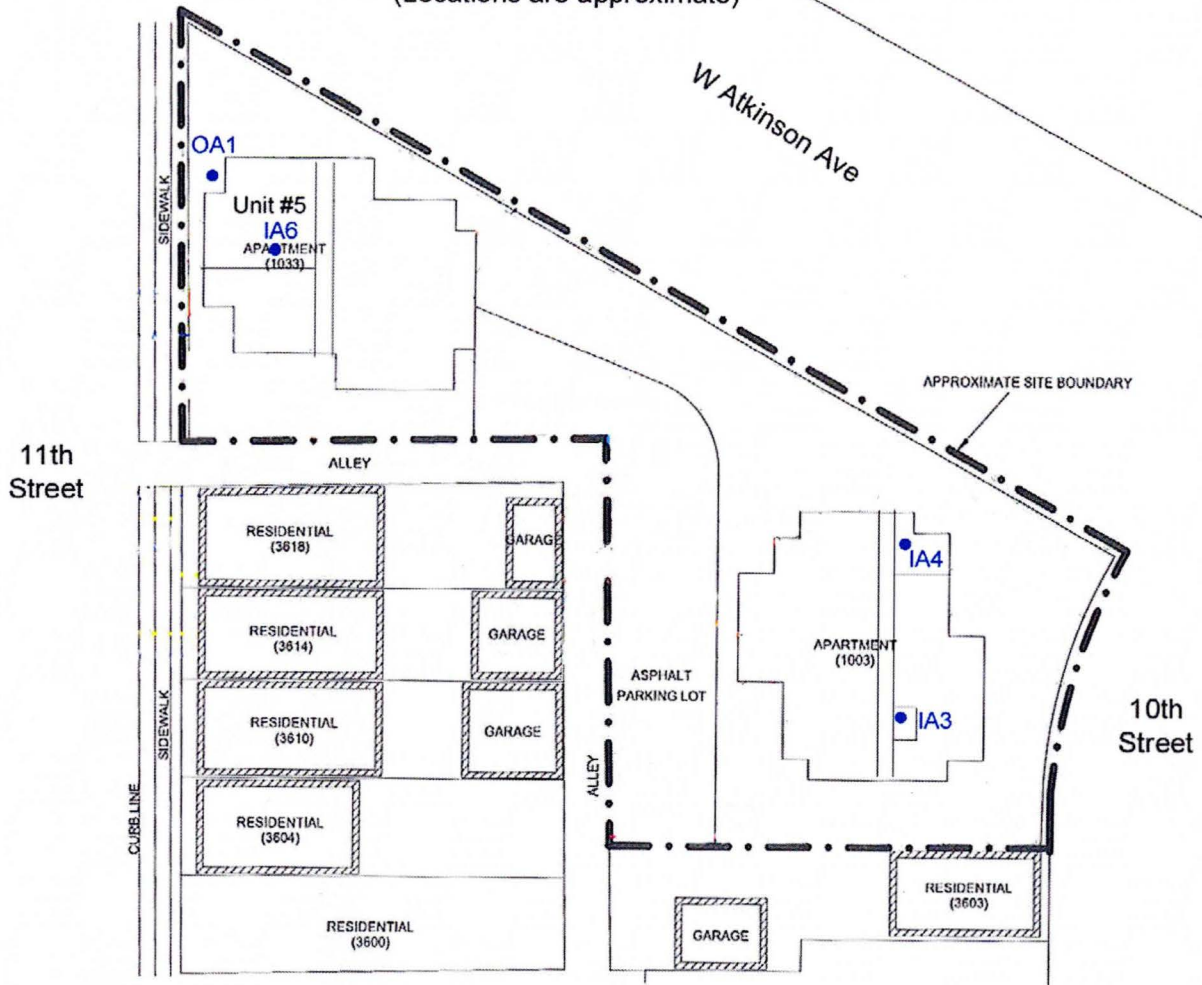 (Locations are approximate)
W Atkinson Ave
OA1
SIDEWALK
Unit #5
IA6
APARTMENT
(1033)
APPROXIMATE SITE BOUNDARY
11th
Street
ALLEY
RESIDENTIAL
(3618)
GARAG
IA4
RESIDENTIAL
(3614)
GARAGE
APARTMENT
(1003)
ASPHALT
PARKING LOT
RESIDENTIAL
(3610)
GARAGE
SIDEWALK
IA3
10th
Street
ALLEY
CURB LINE
RESIDENTIAL
(3604)
RESIDENTIAL
(3603)
RESIDENTIAL
(3600)
GARAGE